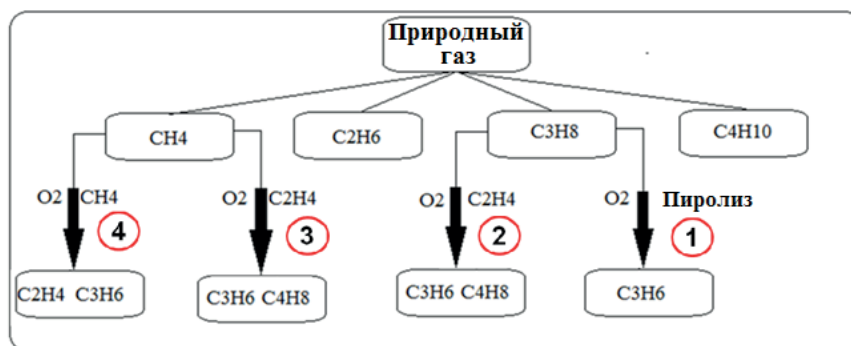 Природный
газ
CH4
C2H6
C3H8
C4H10
O2 CH4
O2 C2H4
O2 C2H4
O2 Пиролиз
4
3
2
1
C2H4 C3H6
C3H6 C4H8
C3H6 C4H8
C3H6